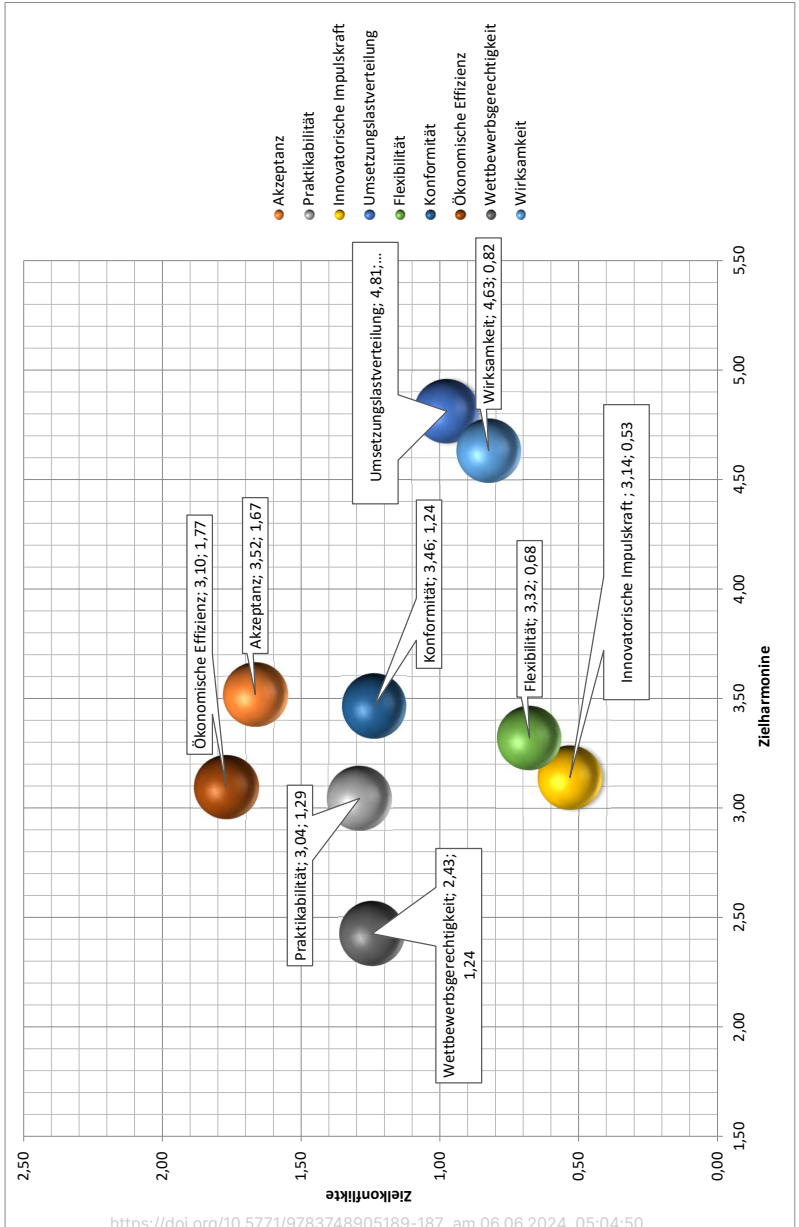 2,50
2,00
1,50
1,00
0,50
0,00
Zielkonflikte
1,50
2,00
2,50
3,00
3,50
4,00
4,50
5,00
5,50
Zielharmonine
Ökonomische Effizienz; 3,10; 1,77
Akzeptanz; 3,52; 1,67
Praktikabilität; 3,04; 1,29
Konformität; 3,46; 1,24
Wettbewerbsgerechtigkeit; 2,43;
1,24
Umsetzungslastverteilung; 4,81;...
Wirksamkeit; 4,63; 0,82
Flexibilität; 3,32; 0,68
Innovatorische Impulskraft ; 3,14; 0,53
Akzeptanz
Praktikabilität
Innovatorische Impulskraft
Umsetzungslastverteilung
Flexibilität
Konformität
Ökonomische Effizienz
Wettbewerbsgerechtigkeit
Wirksamkeit
https://doi.org/10.5771/9783748905189-187, am 06.06.2024, 05:04:50